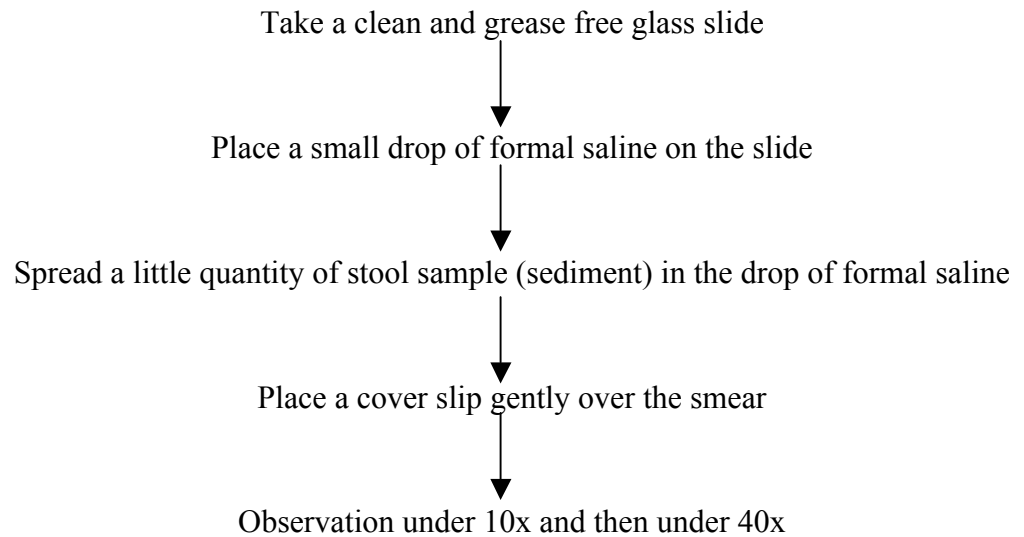 Take a clean and grease free glass slide
Place a small drop of formal saline on the slide
Spread a little quantity of stool sample (sediment) in the drop of formal saline
Place a cover slip gently over the smear
Observation under 10x and then under 40x